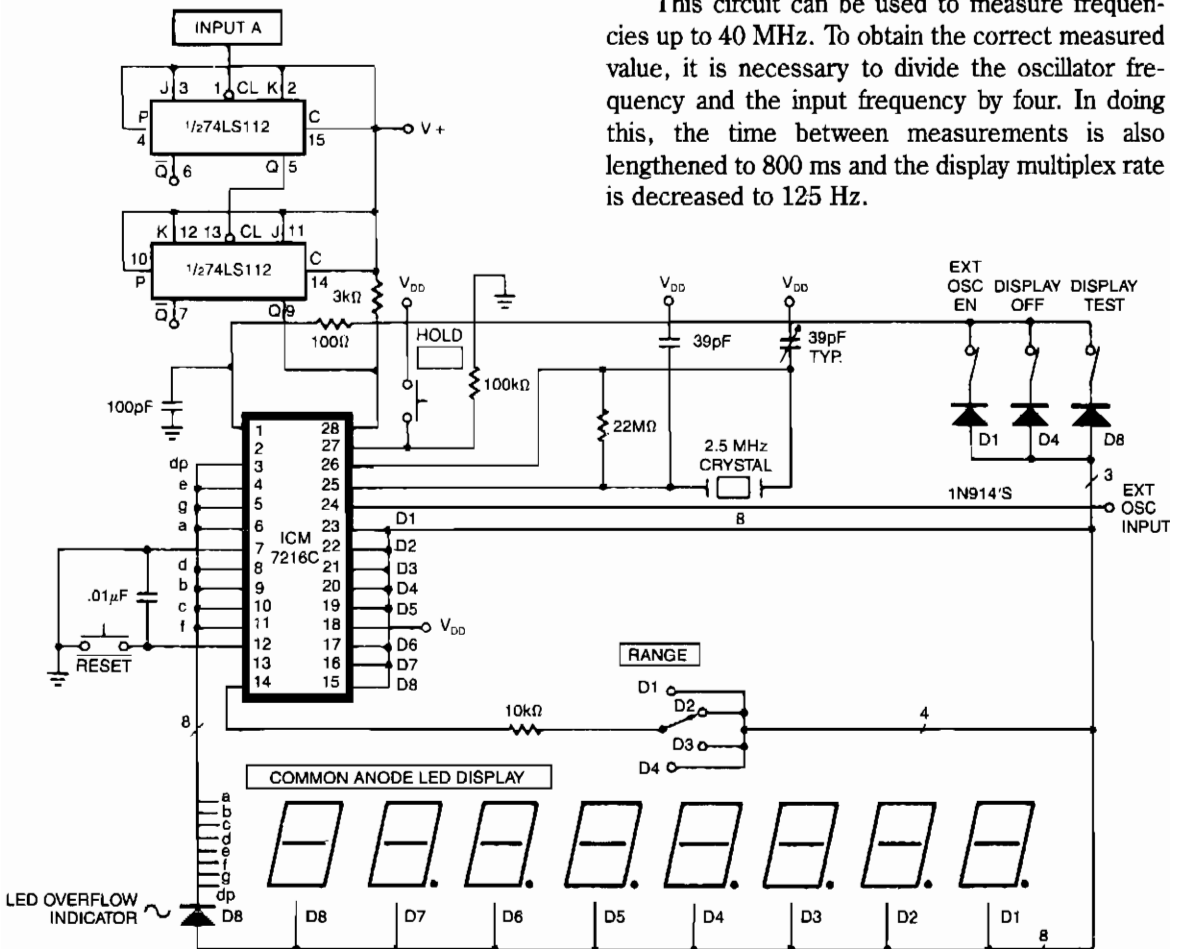 This circuit can be used to measure frequen-
cies up to 40 MHz. To obtain the correct measured
value, it is necessary to divide the oscillator fre-
quency and the input frequency by four. In doing
this, the time between measurements is also
lengthened to 800 ms and the display multiplex rate
is decreased to 125 Hz.
INPUT A
J 3 1 CL K 2
P 4
1/2 74LS112
C 15
V+
Q̅ 6
Q 5
K 12 13 CL J 11
10 P
1/2 74LS112
C 14
Q̅ 7
Q 9
3kΩ
100Ω
100pF
V_DD
HOLD
100kΩ
V_DD
39pF
V_DD
39pF
TYP.
22MΩ
2.5 MHz
CRYSTAL
EXT
OSC
EN
DISPLAY
OFF
DISPLAY
TEST
D1
D4
D8
1N914'S
3
EXT
OSC
INPUT
8
ICM
7216C
1 28
2 27
3 26
4 25
5 24
6 23
7 22
8 21
9 20
10 19
11 18
12 17
13 16
14 15
dp
e
g
a
d
b
c
f
D1
D2
D3
D4
D5
V_DD
D6
D7
D8
.01μF
RESET
8
10kΩ
RANGE
D1
D2
D3
D4
4
COMMON ANODE LED DISPLAY
a
b
c
d
e
f
g
dp
LED OVERFLOW
INDICATOR
D8
D8 D7 D6 D5 D4 D3 D2 D1
8